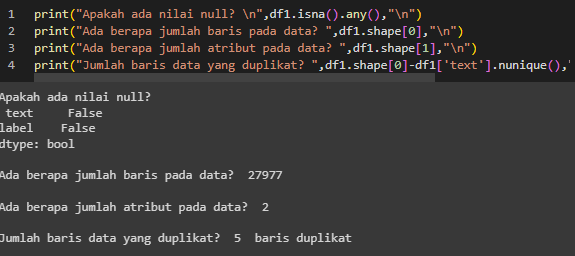 1 print("Apakah ada nilai null? \n",df1.isna().any(),"\n")
2 print("Ada berapa jumlah baris pada data? ",df1.shape[0],"\n")
3 print("Ada berapa jumlah atribut pada data? ",df1.shape[1],"\n")
4 print("Jumlah baris data yang duplikat? ",df1.shape[0]-df1['text'].nunique(),'
Apakah ada nilai null?
text False
label False
dtype: bool
Ada berapa jumlah baris pada data? 27977
Ada berapa jumlah atribut pada data? 2
Jumlah baris data yang duplikat? 5 baris duplikat